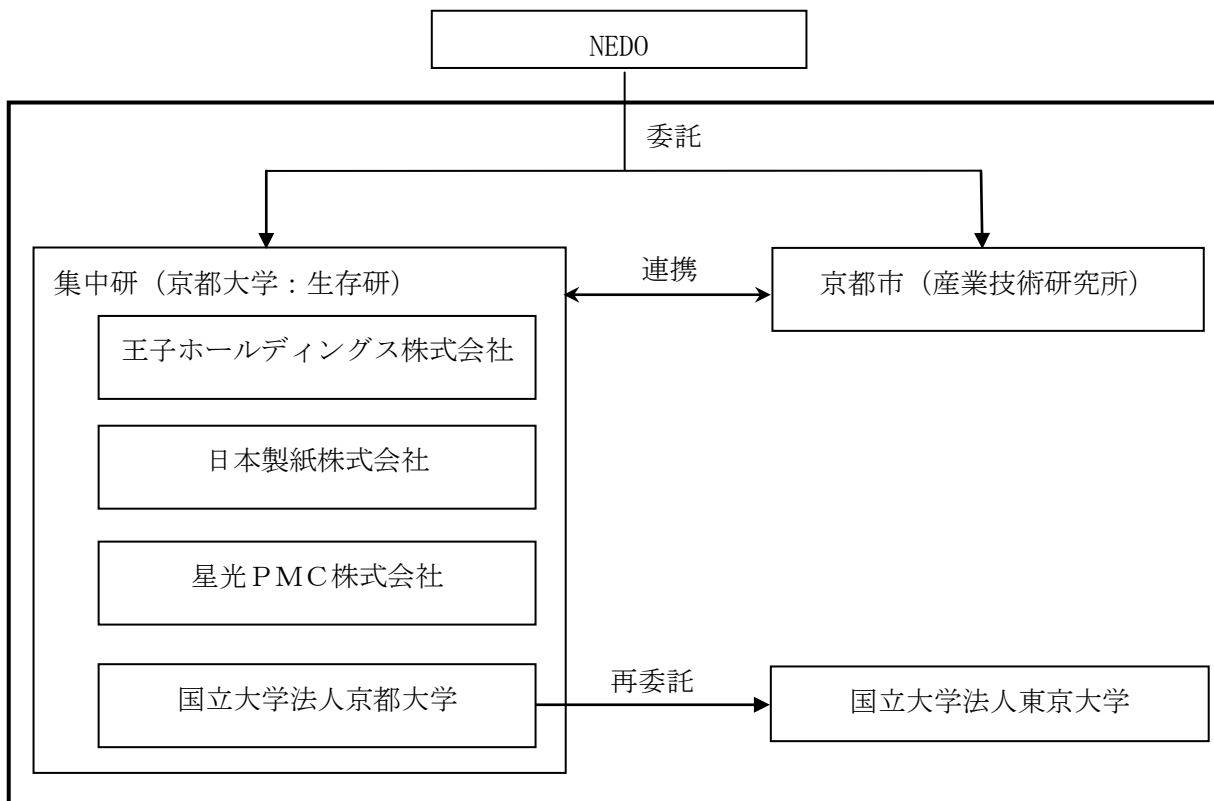 NEDO
委託
集中研（京都大学：生存研）
連携
京都市（産業技術研究所）
王子ホールディングス株式会社
日本製紙株式会社
星光ＰＭＣ株式会社
国立大学法人京都大学
再委託
国立大学法人東京大学